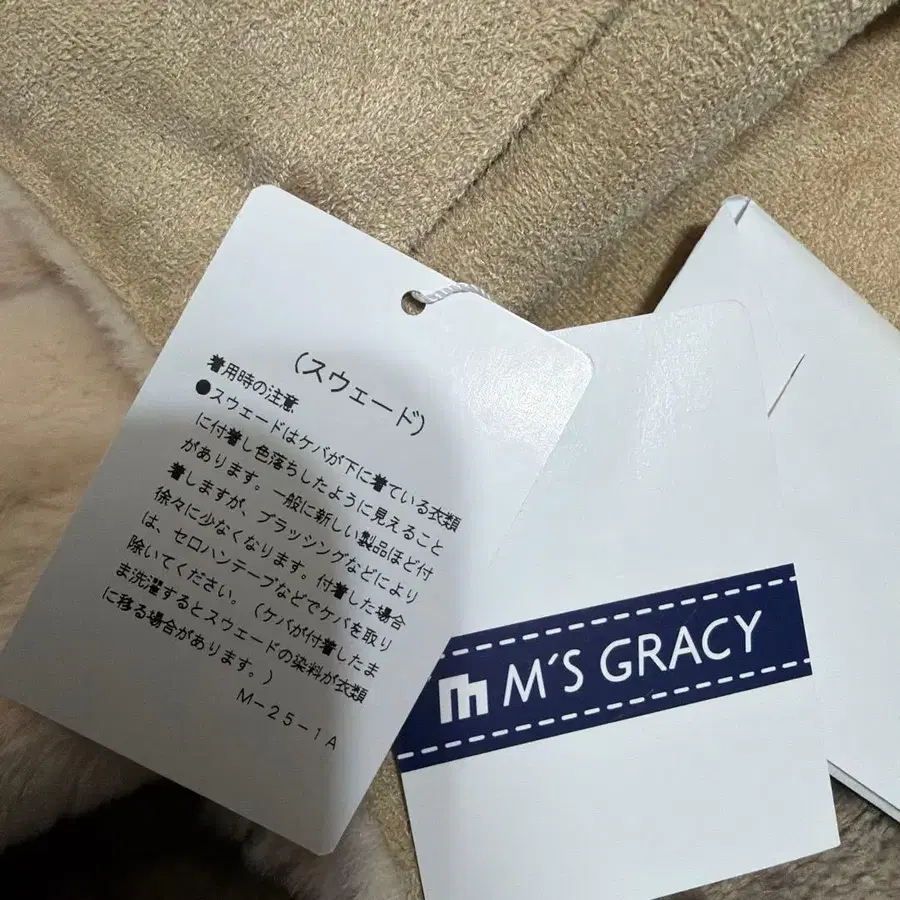 (スウェード)
着用時の注意
●スウェードはケバが下に着ている衣類
に付着し色落ちしたように見えること
があります。一般に新しい製品ほど付
着しますが、ブラッシングなどにより
徐々に少なくなります。付着した場合
は、セロハンテープなどでケバを取り
除いてください。(ケバが付着したま
ま洗濯するとスウェードの染料が衣類
に移る場合があります。)
M-25-1A
M'S GRACY